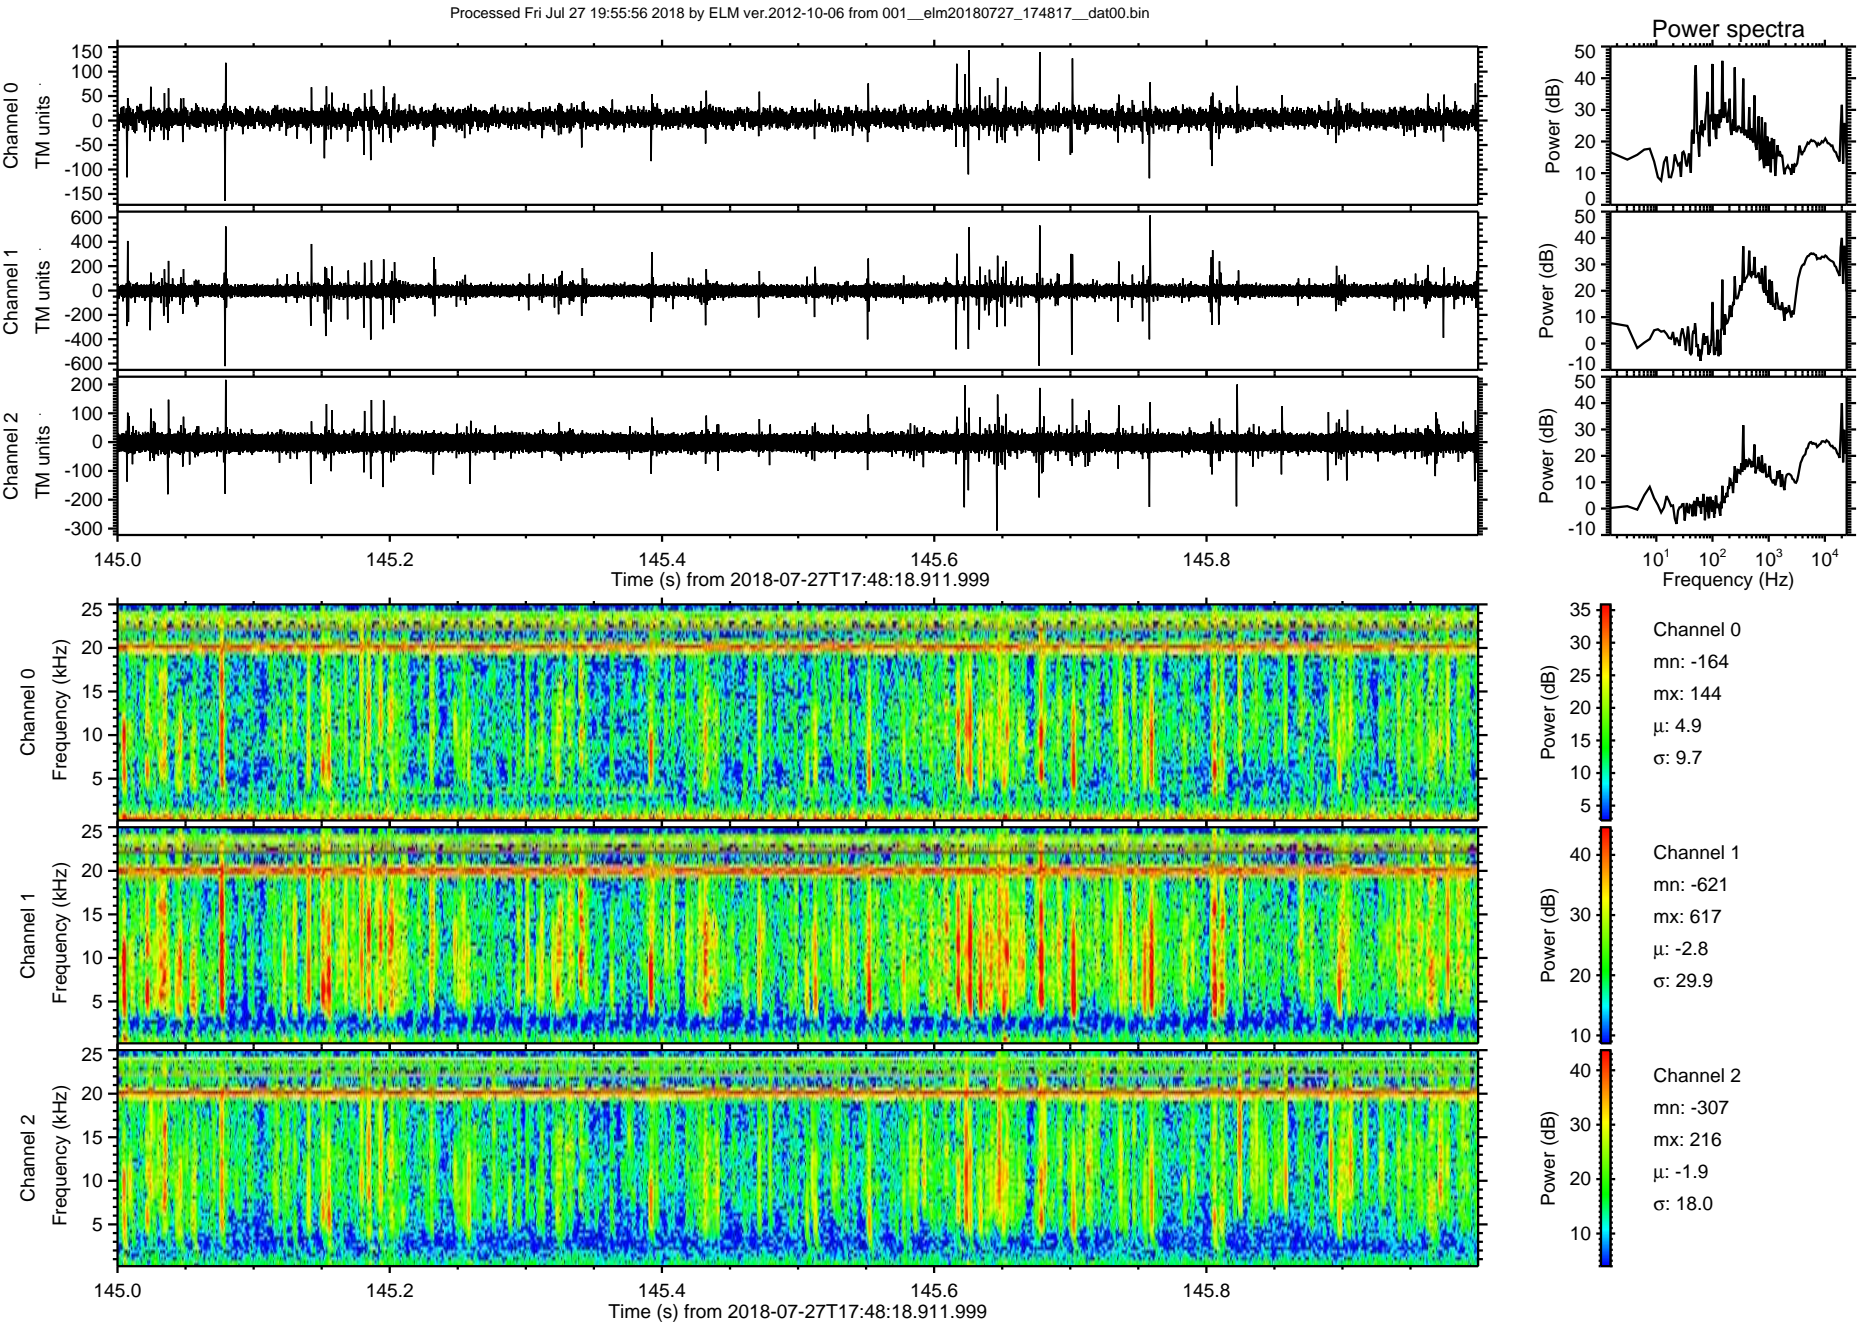 Processed Fri Jul 27 19:55:56 2018 by ELM ver.2012-10-06 from 001__elm20180727_174817__dat00.bin
Power spectra
Channel 0
TM units
150
100
50
0
-50
-100
-150
Power (dB)
50
40
30
20
10
0
Channel 1
TM units
600
400
200
0
-200
-400
-600
Power (dB)
50
40
30
20
10
0
-10
Channel 2
TM units
200
100
0
-100
-200
-300
Power (dB)
50
40
30
20
10
0
-10
145.0 145.2 145.4 145.6 145.8
Time (s) from 2018-07-27T17:48:18.911.999
10¹ 10² 10³ 10⁴
Frequency (Hz)
Channel 0
Frequency (kHz)
25
20
15
10
5
Power (dB)
35
30
25
20
15
10
5
Channel 0
mn: -164
mx: 144
μ: 4.9
σ: 9.7
Channel 1
Frequency (kHz)
25
20
15
10
5
Power (dB)
40
30
20
10
Channel 1
mn: -621
mx: 617
μ: -2.8
σ: 29.9
Channel 2
Frequency (kHz)
25
20
15
10
5
Power (dB)
40
30
20
10
Channel 2
mn: -307
mx: 216
μ: -1.9
σ: 18.0
145.0 145.2 145.4 145.6 145.8
Time (s) from 2018-07-27T17:48:18.911.999